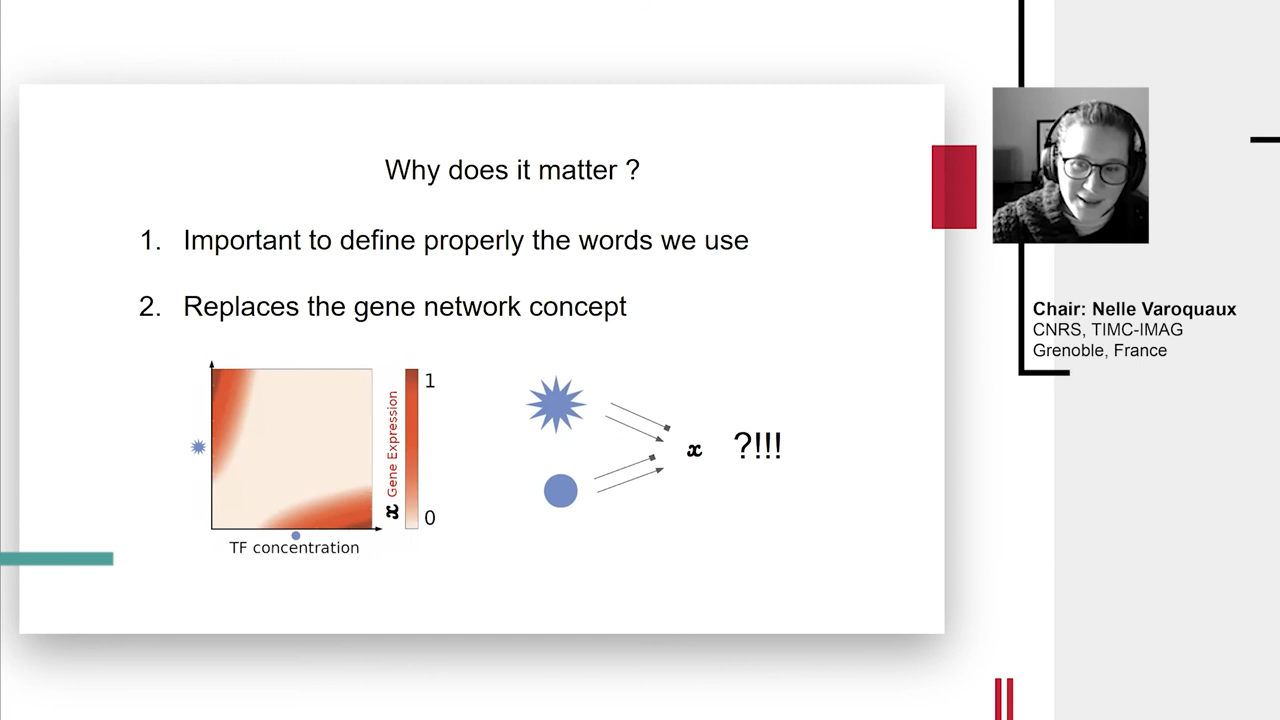 Why does it matter ?
1. Important to define properly the words we use
2. Replaces the gene network concept
1
x Gene Expression
0
TF concentration
x ?!!!
Chair: Nelle Varoquaux
CNRS, TIMC-IMAG
Grenoble, France